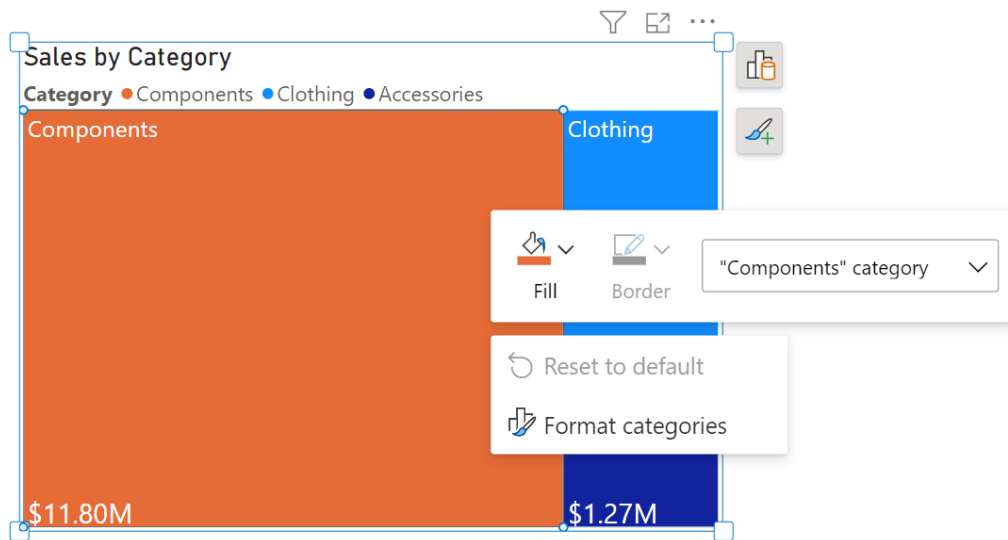 Sales by Category
Category Components Clothing Accessories
Components
Clothing
Fill
Border
"Components" category
Reset to default
Format categories
$11.80M
$1.27M